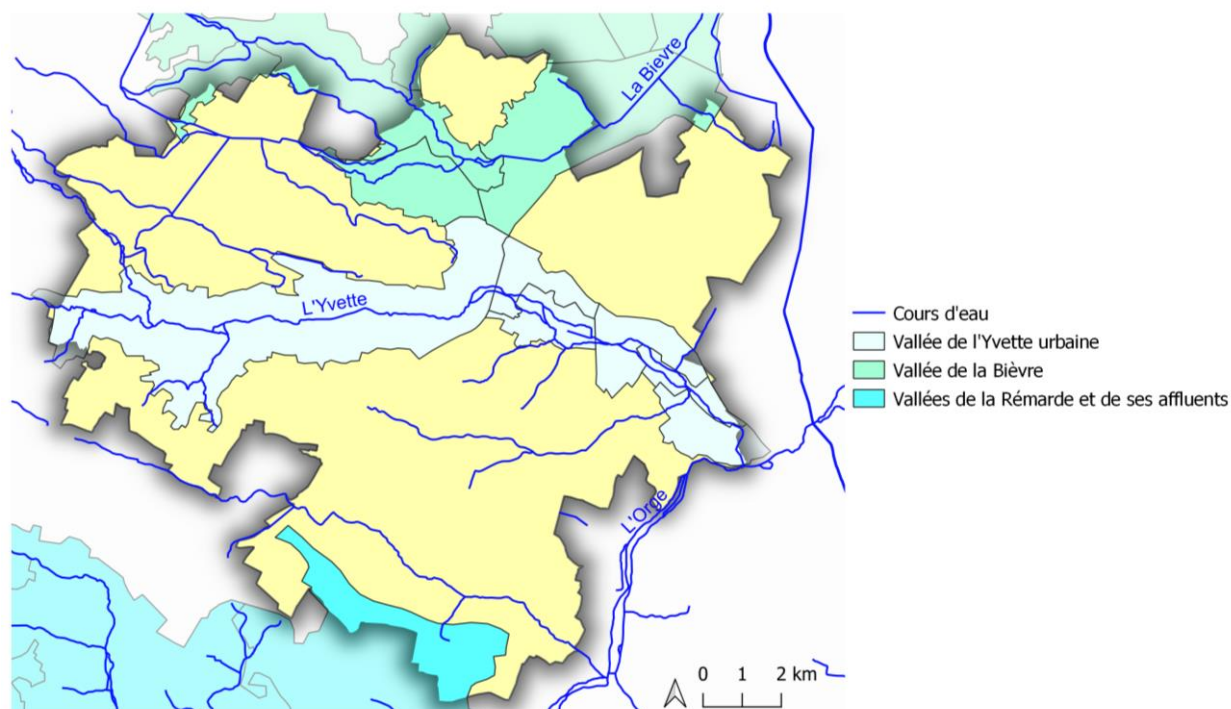 La Bievre
L'Yvette
L'Orge
Cours d'eau
Vallée de l'Yvette urbaine
Vallée de la Bièvre
Vallées de la Rémarde et de ses affluents
0 1 2 km